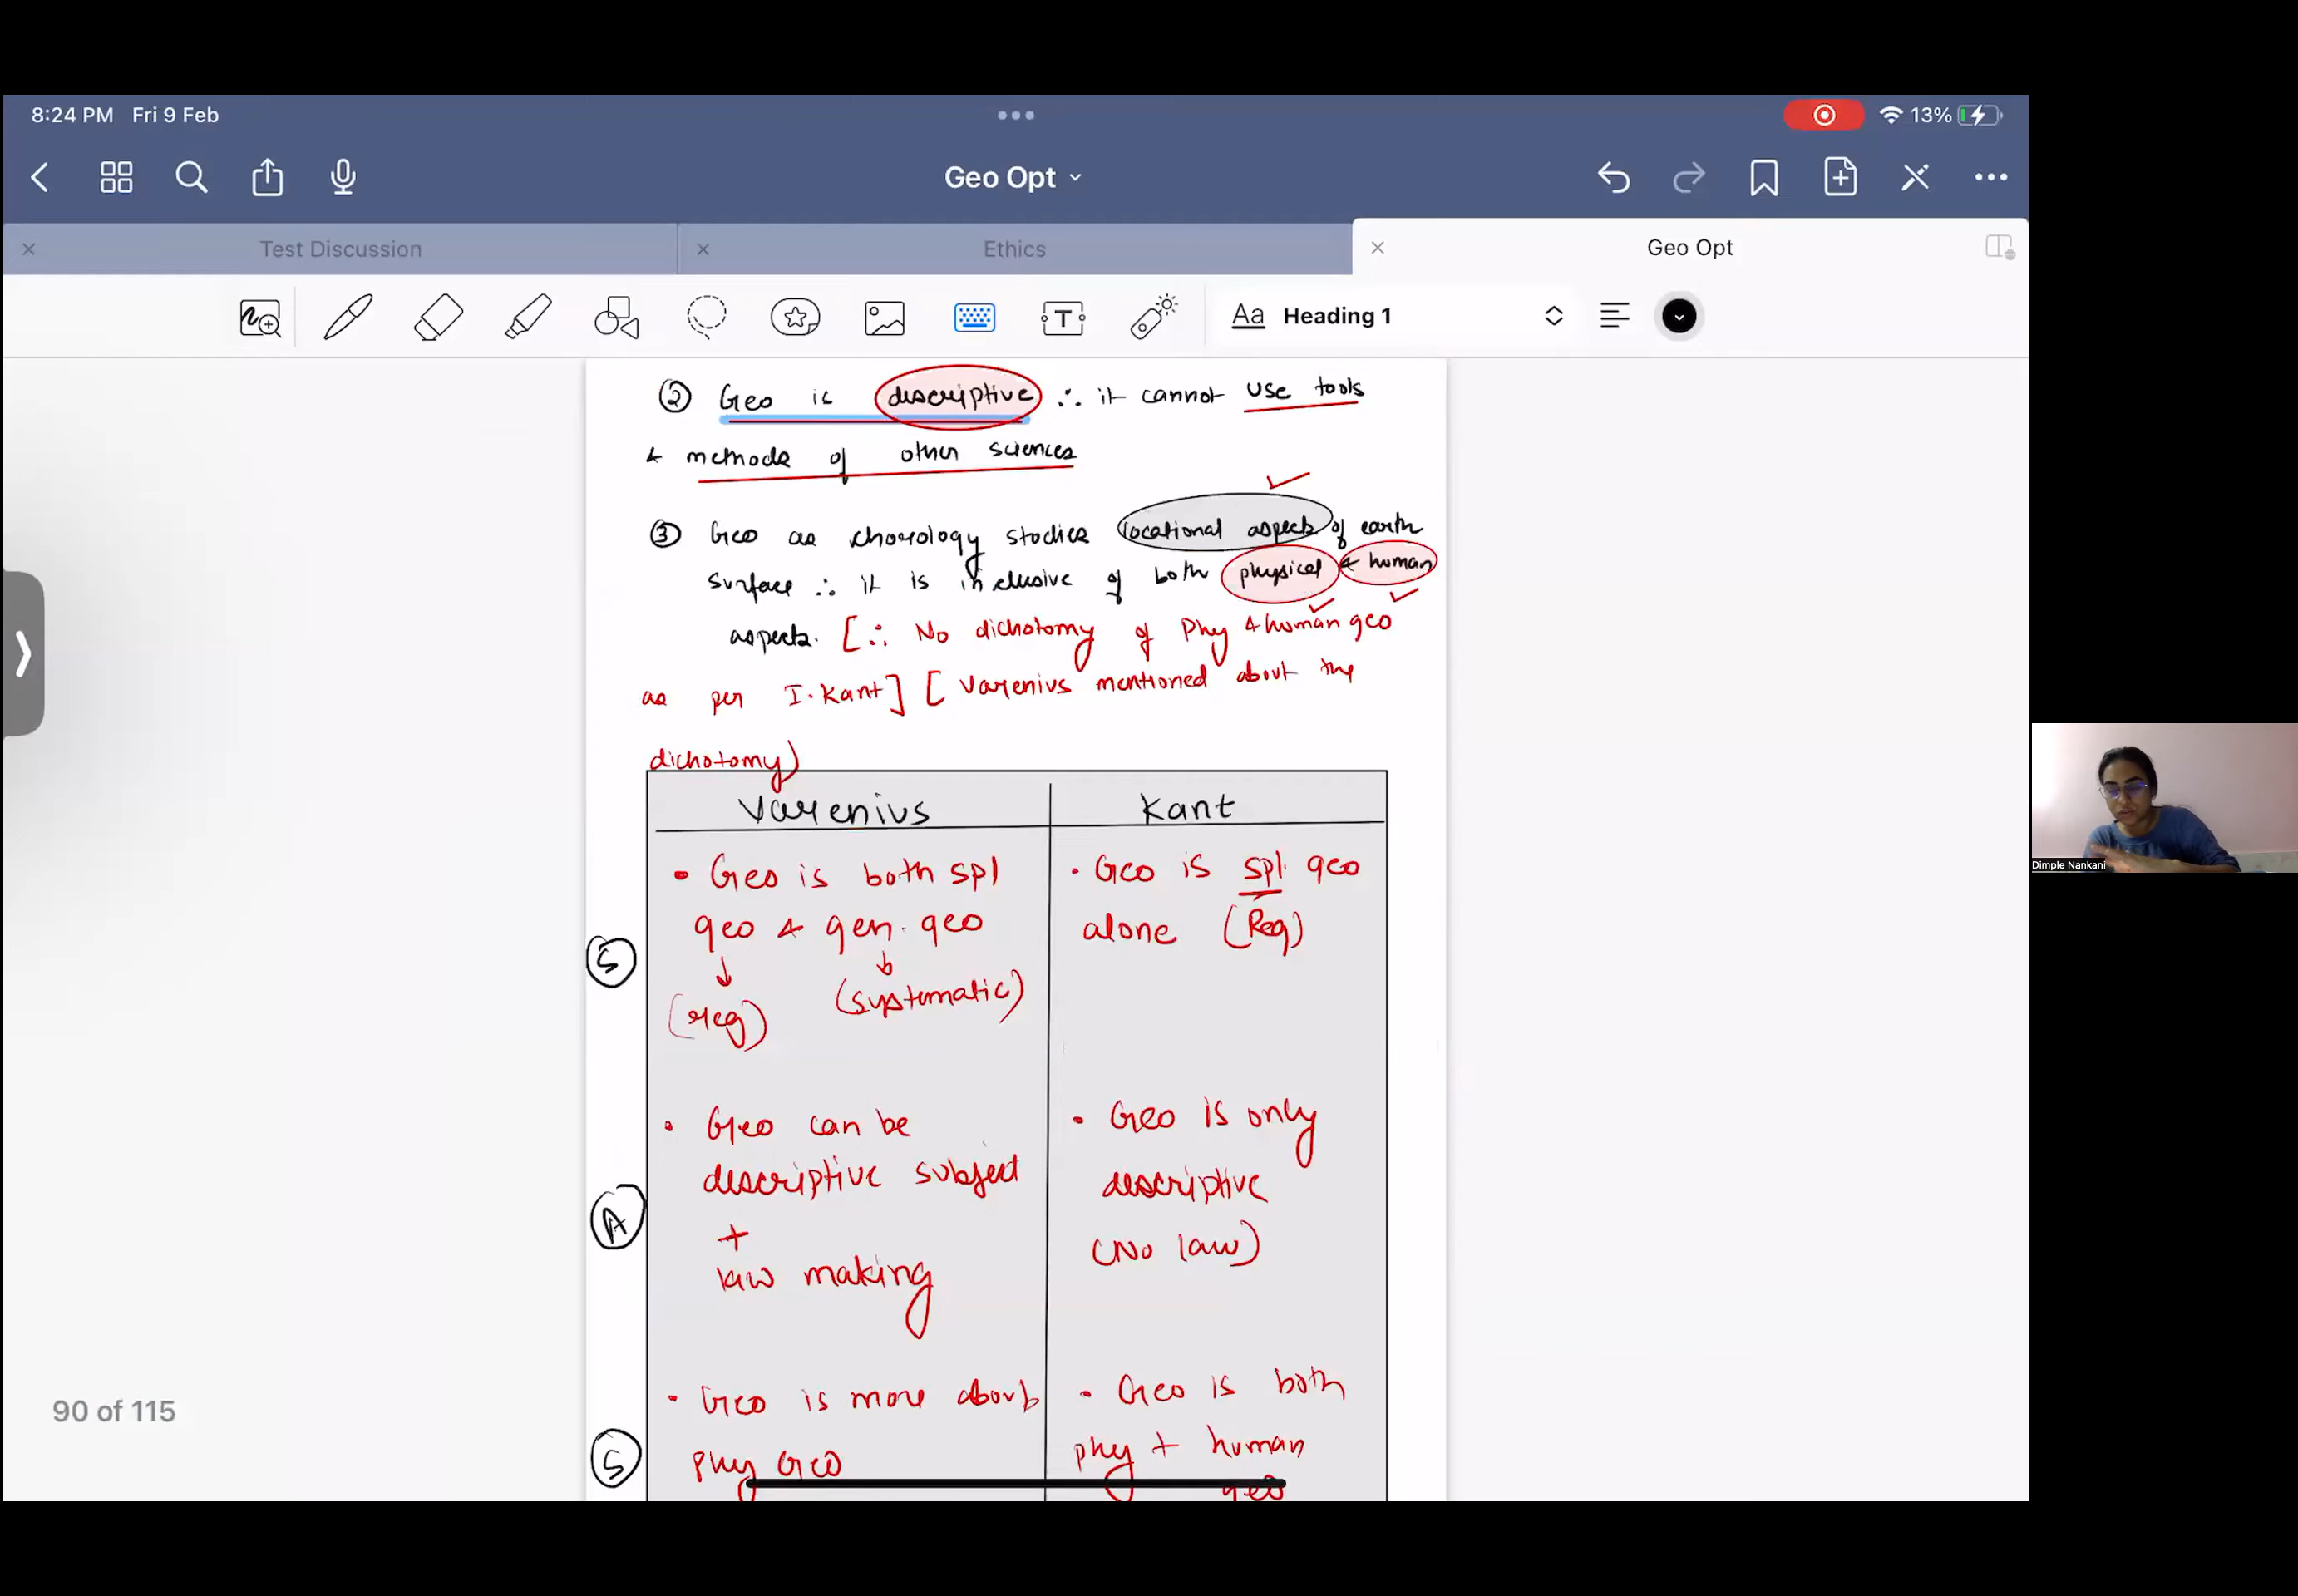 8:24 PM Fri 9 Feb
13%
Geo Opt
Test Discussion
Ethics
Geo Opt
Aa Heading 1
② Geo is descriptive ∴ it cannot use tools
& methods of other sciences
③ Geo as chorology studies locational aspects of earth
surface ∴ it is inclusive of both physical & human
aspects. [∴ No dichotomy of Phy & human geo
as per I. Kant] [Varenius mentioned about the
dichotomy)
Varenius
Kant
• Geo is both spl
geo & gen. geo
(reg)
(systematic)
• Geo is spl. geo
alone (Reg)
S
• Geo can be
descriptive subject
+
law making
• Geo is only
descriptive
(No law)
A
• Geo is more about
phy Geo
• Geo is both
phy + human
geo
S
90 of 115
Dimple Nankani